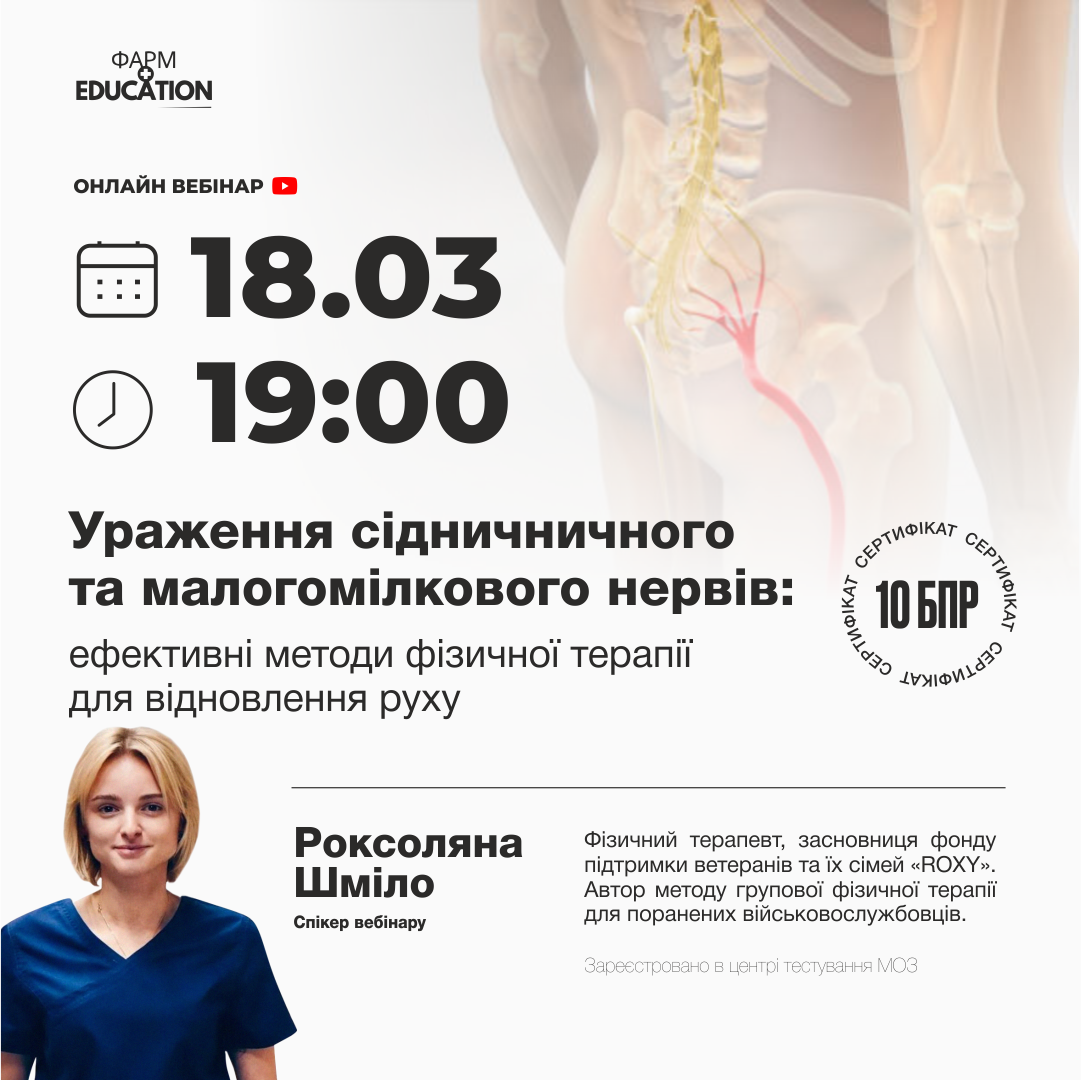 ФАРМ
EDUCATION
ОНЛАЙН ВЕБІНАР
18.03
19:00
Ураження сідничничного
та малогомілкового нервів:
ефективні методи фізичної терапії
для відновлення руху
СЕРТИФІКАТ СЕРТИФІКАТ СЕРТИФІКАТ СЕРТИФІКАТ
10 БПР
Роксоляна
Шміло
Спікер вебінару
Фізичний терапевт, засновниця фонду
підтримки ветеранів та їх сімей «ROXY».
Автор методу групової фізичної терапії
для поранених військовослужбовців.
Зареєстровано в центрі тестування МОЗ